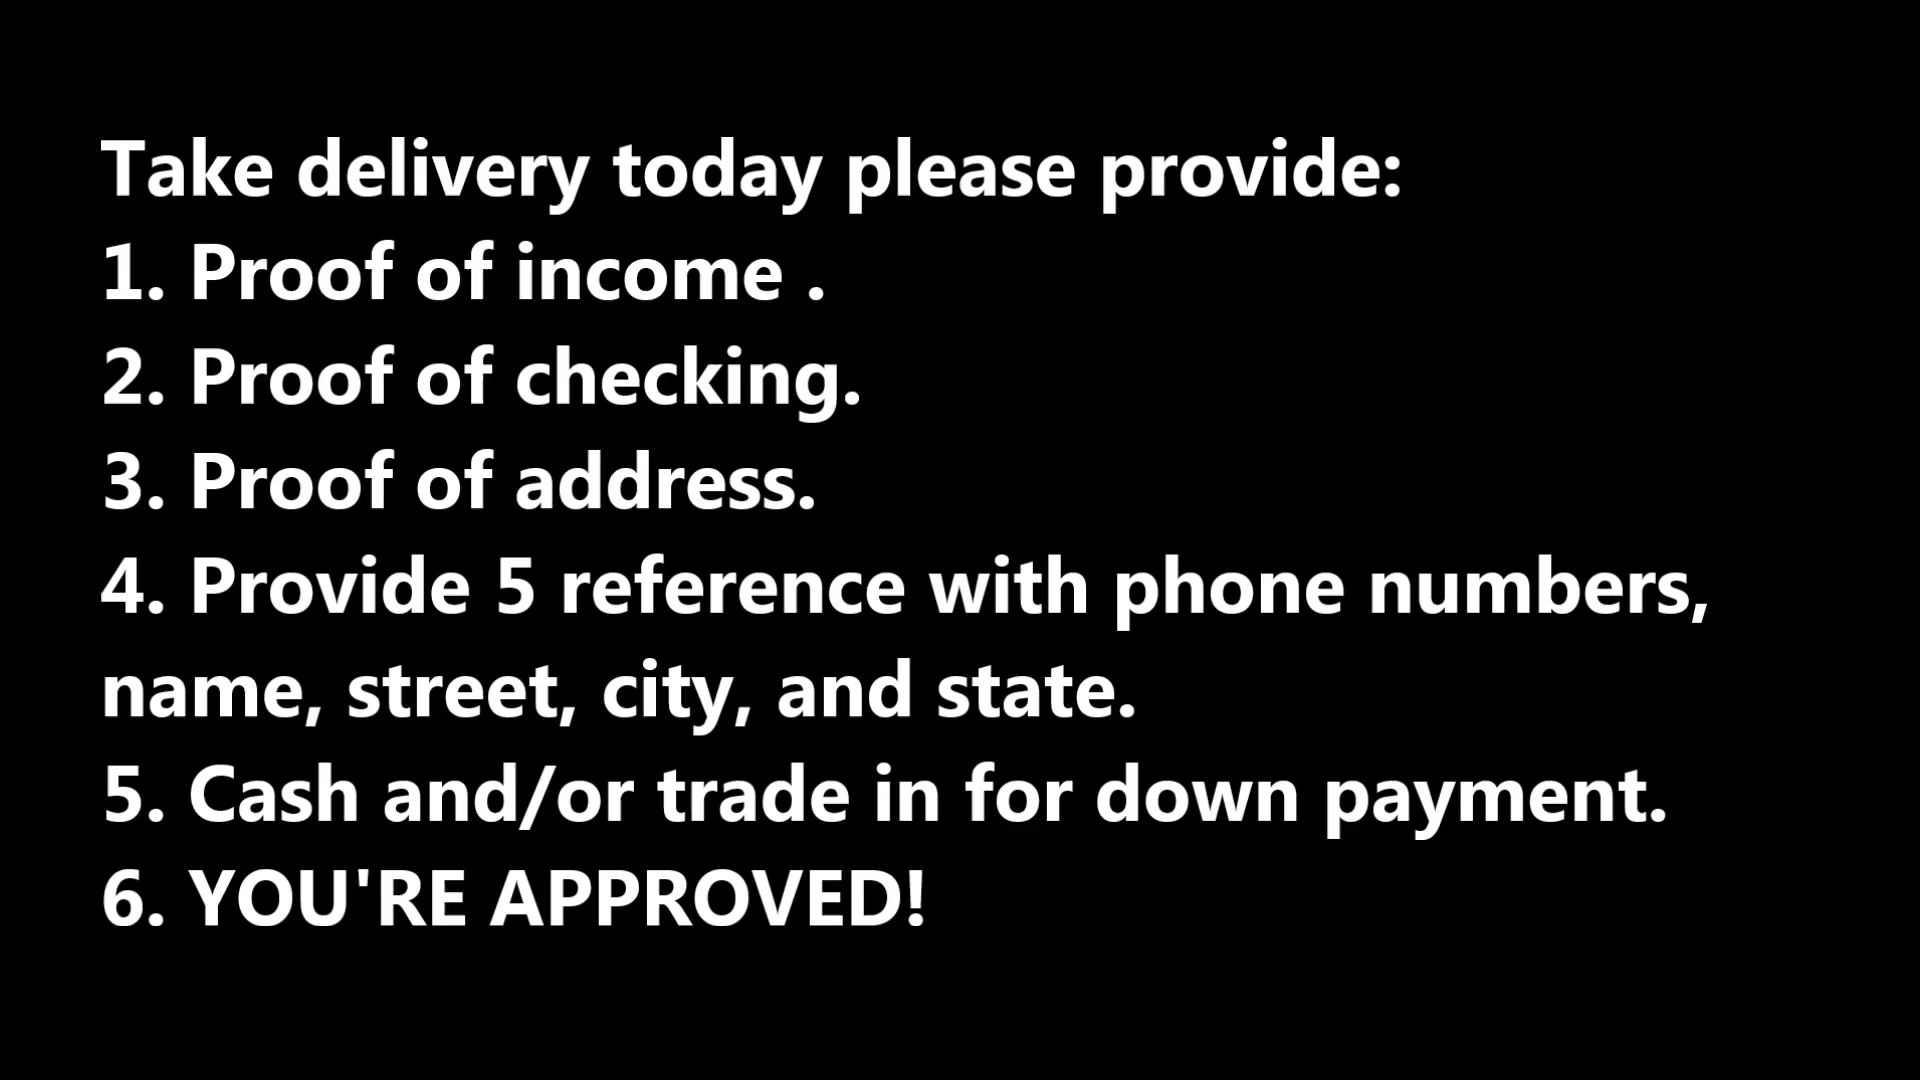 Take delivery today please provide:
1. Proof of income .
2. Proof of checking.
3. Proof of address.
4. Provide 5 reference with phone numbers,
name, street, city, and state.
5. Cash and/or trade in for down payment.
6. YOU'RE APPROVED!